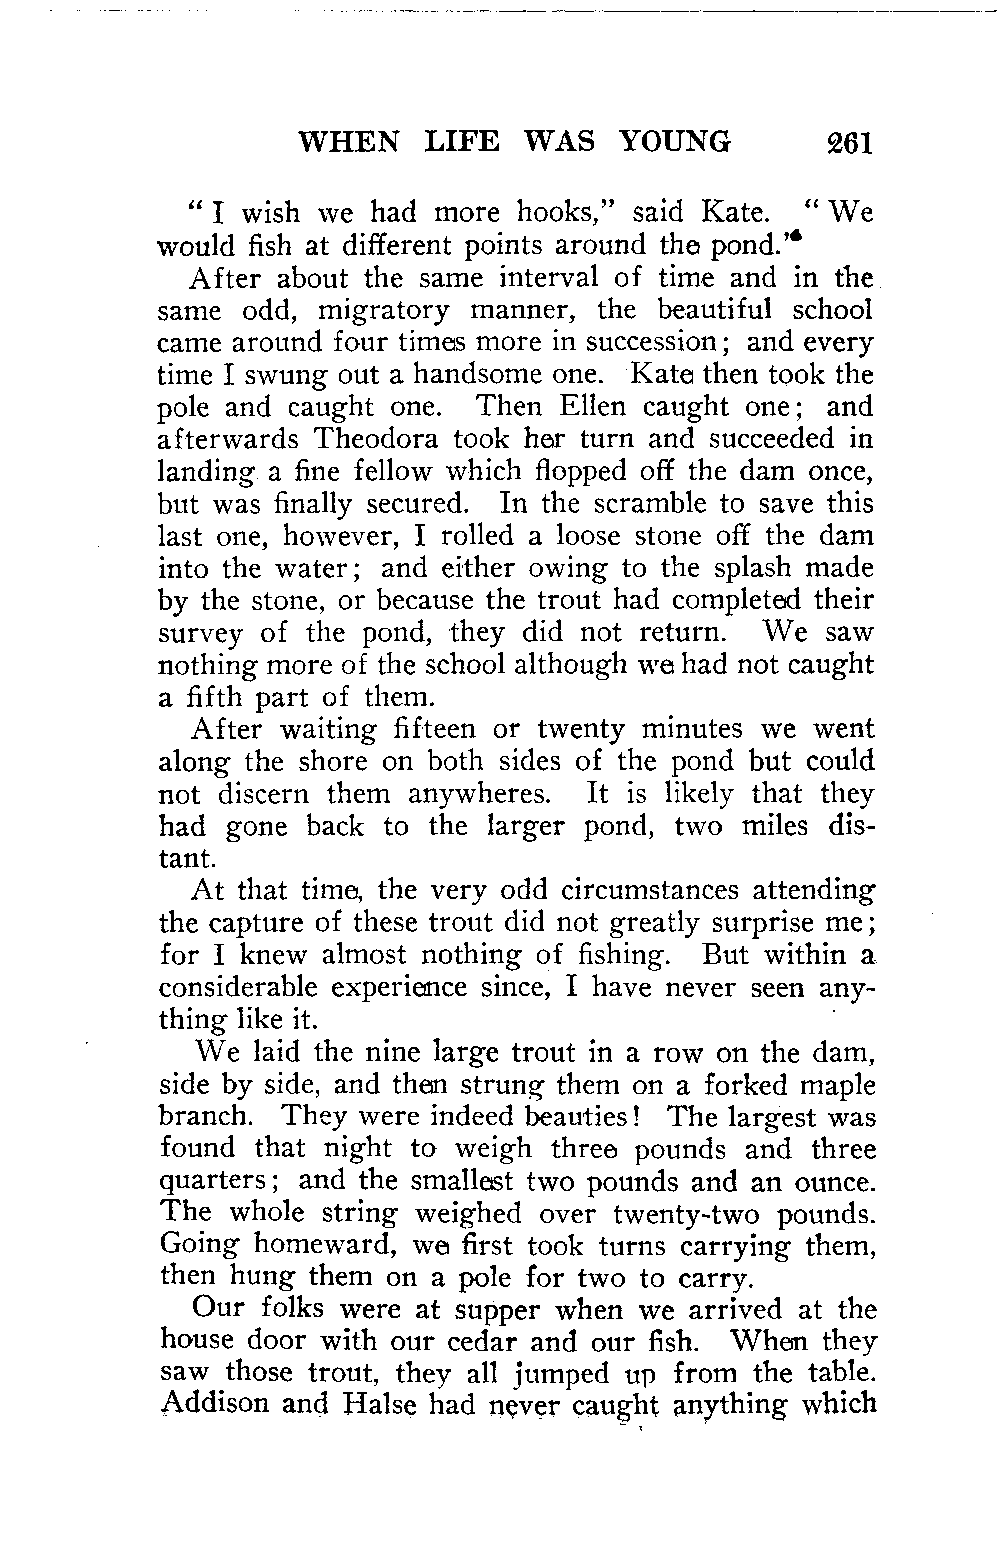 WHEN LIFE WAS YOUNG 261
“ I wish we had more hooks,” said Kate. “ We
would fish at different points around the pond.”
After about the same interval of time and in the
same odd, migratory manner, the beautiful school
came around four times more in succession; and every
time I swung out a handsome one. Kate then took the
pole and caught one. Then Ellen caught one; and
afterwards Theodora took her turn and succeeded in
landing a fine fellow which flopped off the dam once,
but was finally secured. In the scramble to save this
last one, however, I rolled a loose stone off the dam
into the water; and either owing to the splash made
by the stone, or because the trout had completed their
survey of the pond, they did not return. We saw
nothing more of the school although we had not caught
a fifth part of them.
After waiting fifteen or twenty minutes we went
along the shore on both sides of the pond but could
not discern them anywheres. It is likely that they
had gone back to the larger pond, two miles dis-
tant.
At that time, the very odd circumstances attending
the capture of these trout did not greatly surprise me;
for I knew almost nothing of fishing. But within a
considerable experience since, I have never seen any-
thing like it.
We laid the nine large trout in a row on the dam,
side by side, and then strung them on a forked maple
branch. They were indeed beauties! The largest was
found that night to weigh three pounds and three
quarters; and the smallest two pounds and an ounce.
The whole string weighed over twenty-two pounds.
Going homeward, we first took turns carrying them,
then hung them on a pole for two to carry.
Our folks were at supper when we arrived at the
house door with our cedar and our fish. When they
saw those trout, they all jumped up from the table.
Addison and Halse had never caught anything which